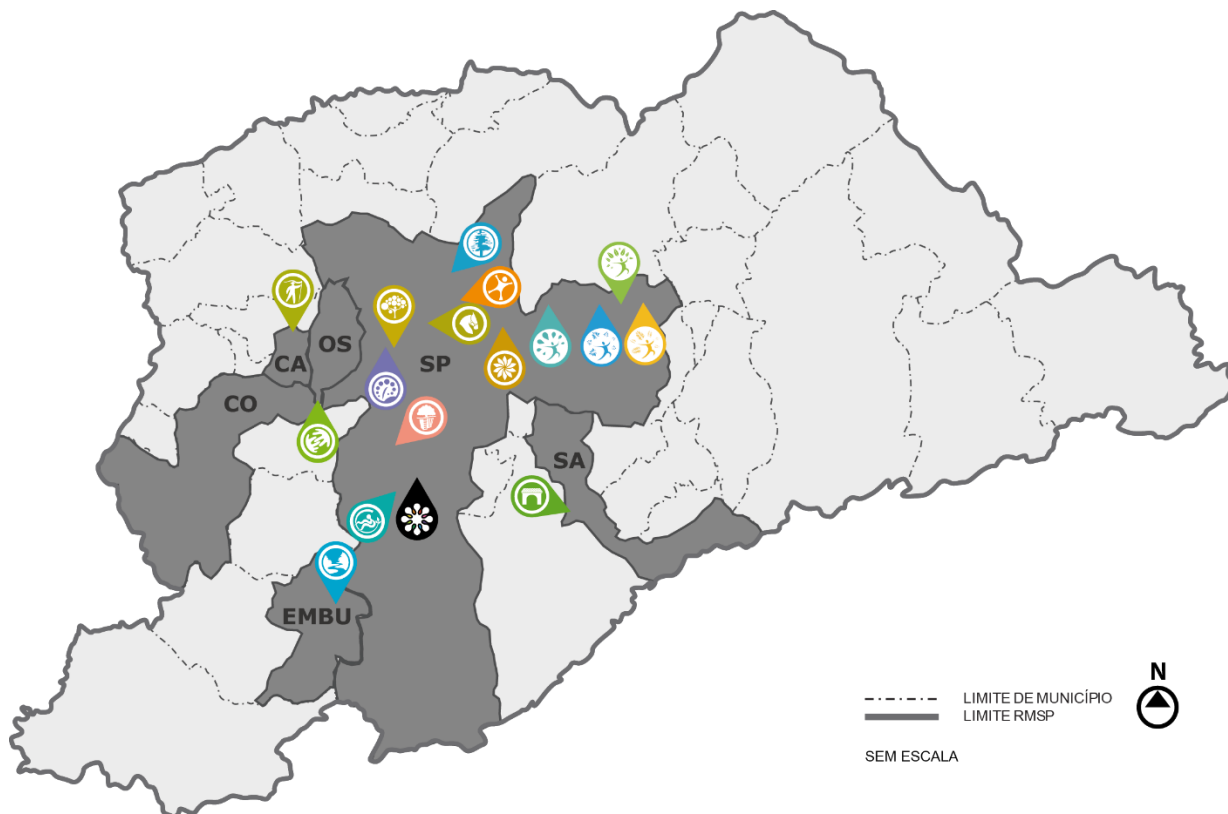 OS
CA
SP
CO
SA
EMBU
N
LIMITE DE MUNICÍPIO
LIMITE RMSP
SEM ESCALA